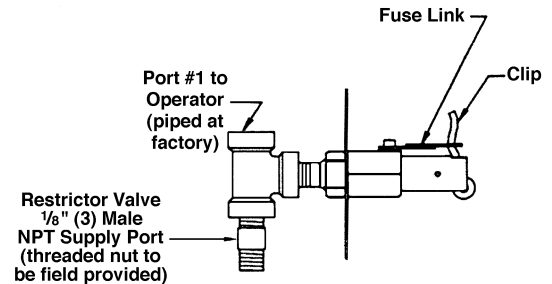 Fuse Link
Clip
Port #1 to
Operator
(piped at
factory)
Restrictor Valve
1/8" (3) Male
NPT Supply Port
(threaded nut to
be field provided)